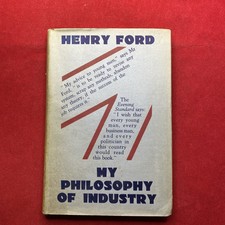 HENRY FORD
"My advice to young men," says Mr
Ford, "is to be ready to revise any
system, scrap any methods, abandon
any theory, if the success of the
job requires it."
The
Evening
Standard says:
"I wish that
every young
man, every
business man,
and every
politician in
this country
would read
this book."
MY
PHILOSOPHY
OF INDUSTRY